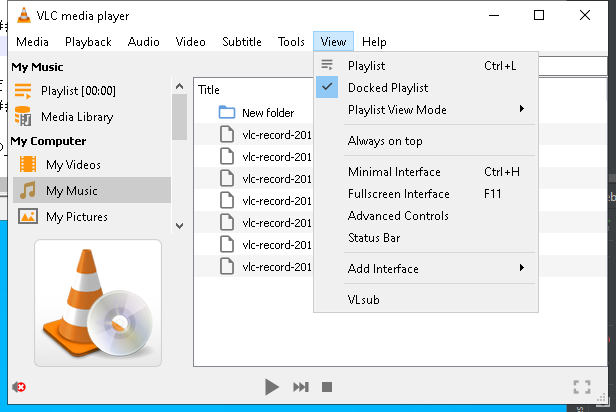 VLC media player
Media Playback Audio Video Subtitle Tools View Help
My Music
Playlist [00:00]
Media Library
My Computer
My Videos
My Music
My Pictures
Title
New folder
vlc-record-201
vlc-record-201
vlc-record-201
vlc-record-201
vlc-record-201
vlc-record-201
vlc-record-201
Playlist Ctrl+L
Docked Playlist
Playlist View Mode
Always on top
Minimal Interface Ctrl+H
Fullscreen Interface F11
Advanced Controls
Status Bar
Add Interface
VLsub